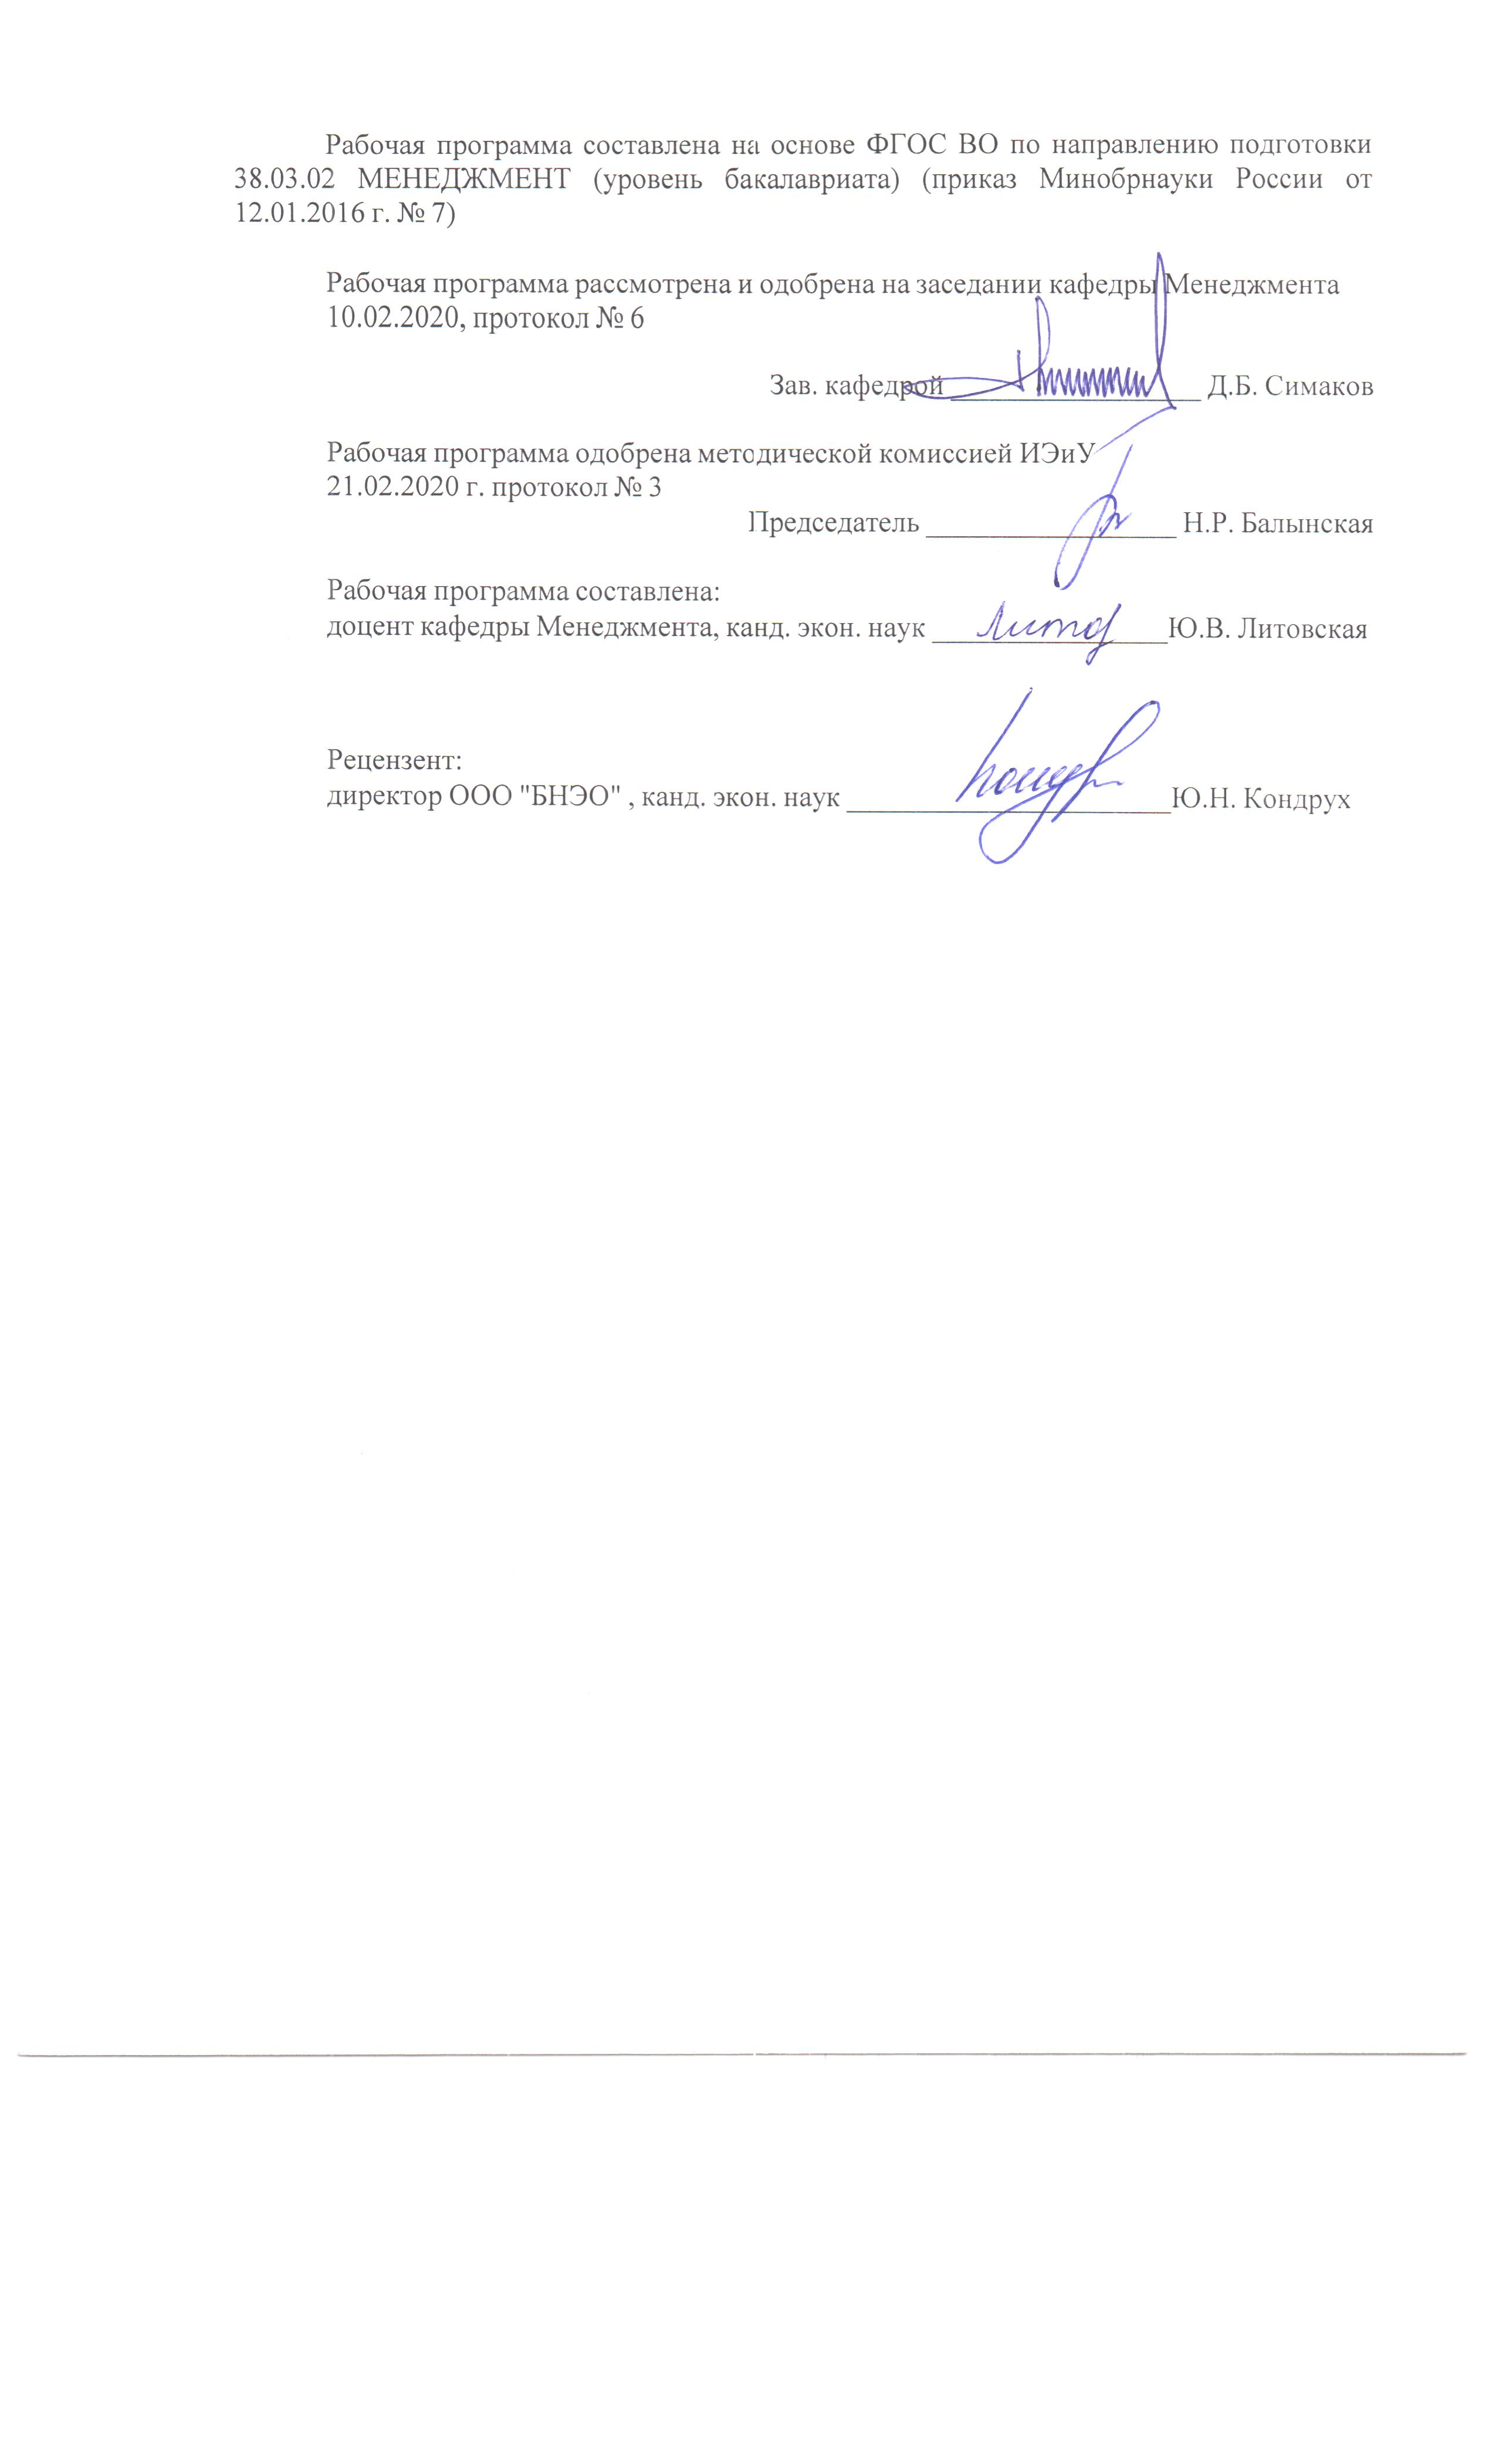 Рабочая программа составлена на основе ФГОС ВО по направлению подготовки
38.03.02 МЕНЕДЖМЕНТ (уровень бакалавриата) (приказ Минобрнауки России от
12.01.2016 г. № 7)
Рабочая программа рассмотрена и одобрена на заседании кафедры Менеджмента
10.02.2020, протокол № 6
Зав. кафедрой __________________ Д.Б. Симаков
Рабочая программа одобрена методической комиссией ИЭиУ
21.02.2020 г. протокол № 3
Председатель __________________ Н.Р. Балынская
Рабочая программа составлена:
доцент кафедры Менеджмента, канд. экон. наук _________________Ю.В. Литовская
Рецензент:
директор ООО "БНЭО" , канд. экон. наук _______________________Ю.Н. Кондрух